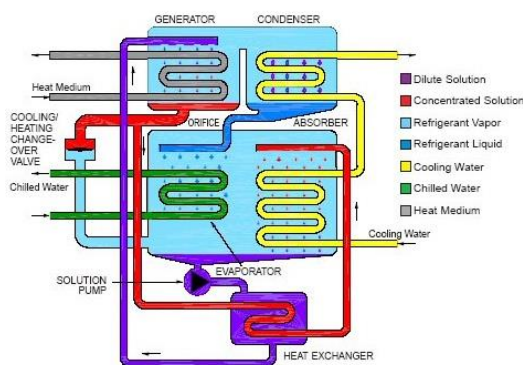 GENERATOR
CONDENSER
Heat Medium
COOLING/
HEATING
CHANGE-
OVER
VALVE
ORIFICE
ABSORBER
Chilled Water
Cooling Water
EVAPORATOR
SOLUTION
PUMP
HEAT EXCHANGER
Dilute Solution
Concentrated Solution
Refrigerant Vapor
Refrigerant Liquid
Cooling Water
Chilled Water
Heat Medium